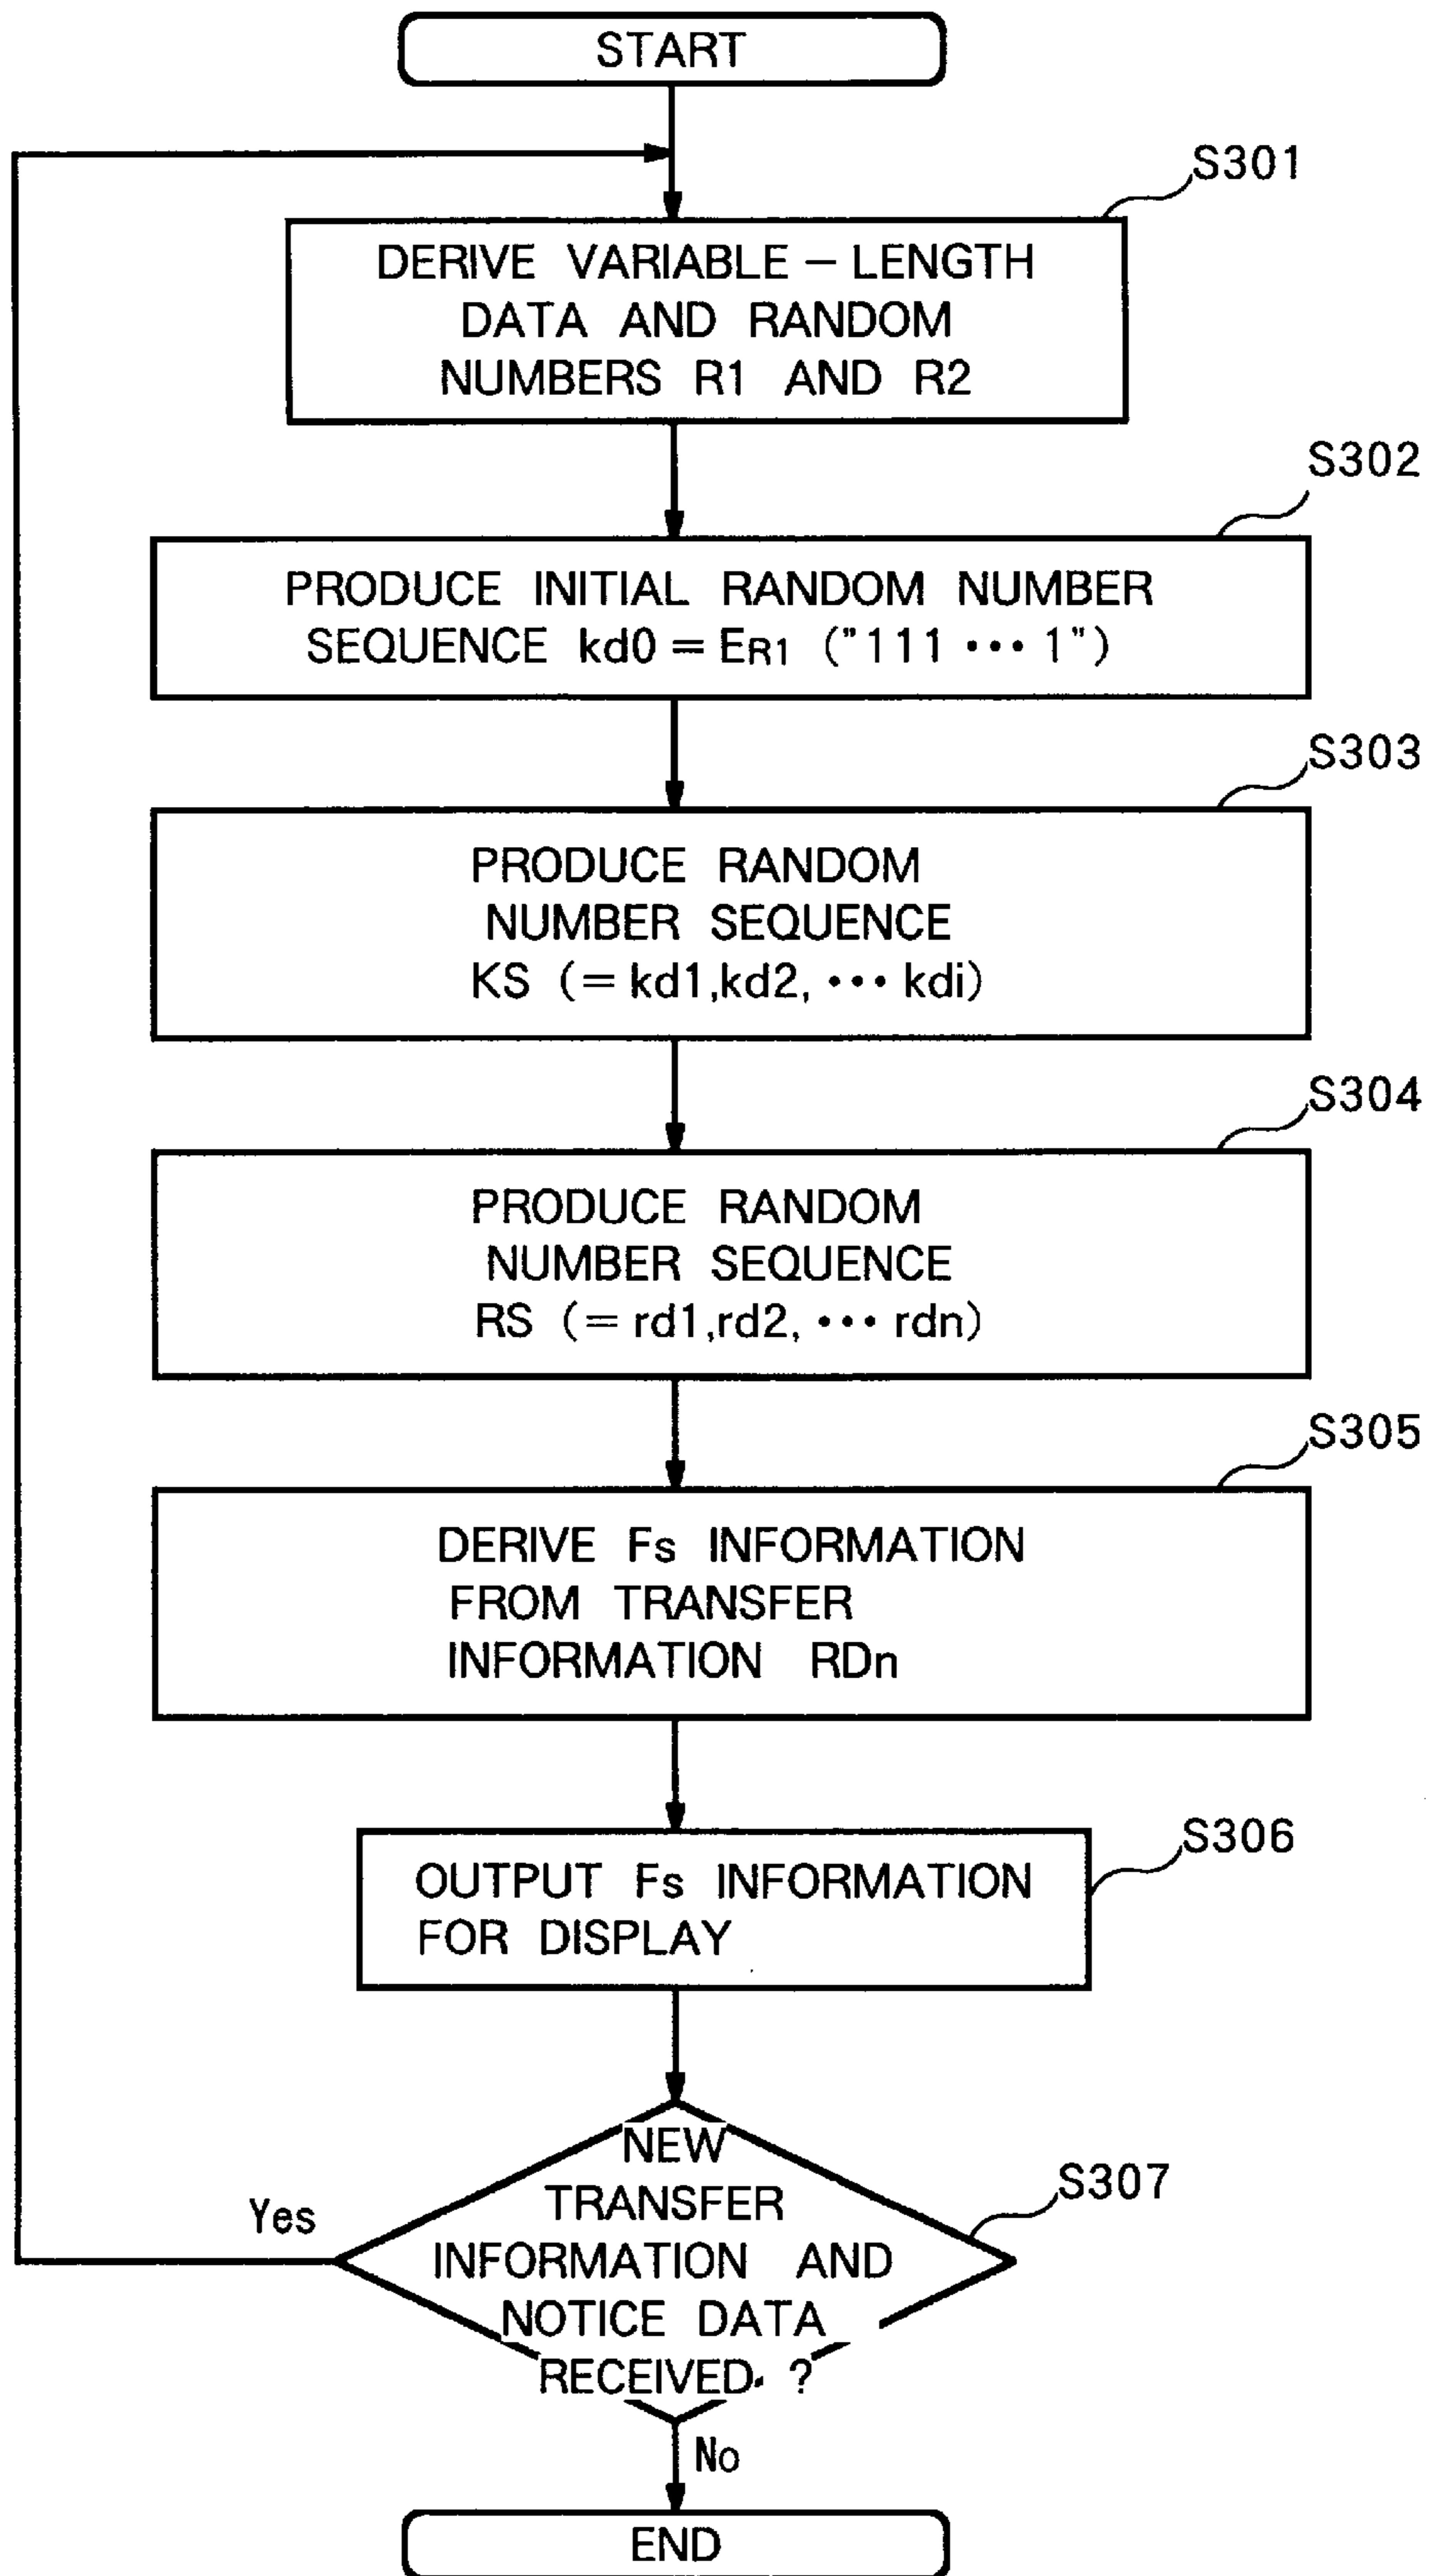 START
S301
DERIVE VARIABLE - LENGTH
DATA AND RANDOM
NUMBERS R1 AND R2
S302
PRODUCE INITIAL RANDOM NUMBER
SEQUENCE kd0 = ER1 ("111 ••• 1")
S303
PRODUCE RANDOM
NUMBER SEQUENCE
KS (= kd1,kd2, ••• kdi)
S304
PRODUCE RANDOM
NUMBER SEQUENCE
RS (= rd1,rd2, ••• rdn)
S305
DERIVE Fs INFORMATION
FROM TRANSFER
INFORMATION RDn
S306
OUTPUT Fs INFORMATION
FOR DISPLAY
S307
NEW
TRANSFER
INFORMATION AND
NOTICE DATA
RECEIVED. ?
Yes
No
END